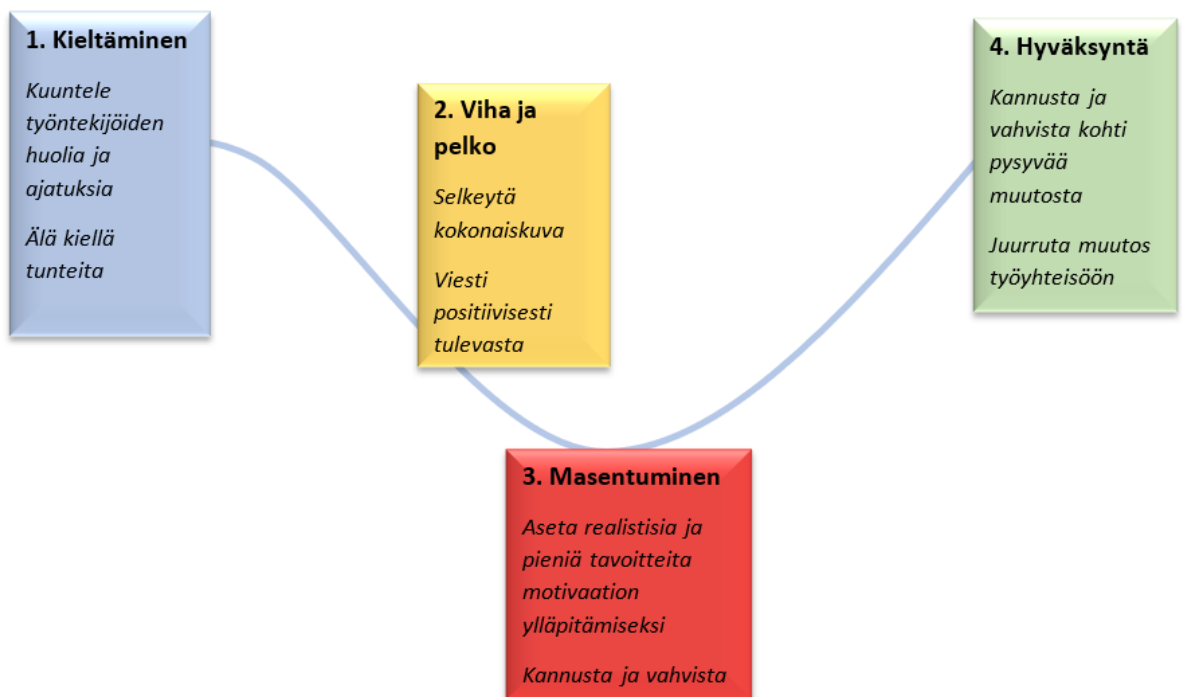 1. Kieltäminen
Kuuntele
työntekijöiden
huolia ja
ajatuksia
Älä kiellä
tunteita
2. Viha ja
pelko
Selkeytä
kokonaiskuva
Viesti
positiivisesti
tulevasta
3. Masentuminen
Aseta realistisia ja
pieniä tavoitteita
motivaation
ylläpitämiseksi
Kannusta ja vahvista
4. Hyväksyntä
Kannusta ja
vahvista kohti
pysyvää
muutosta
Juurruta muutos
työyhteisöön